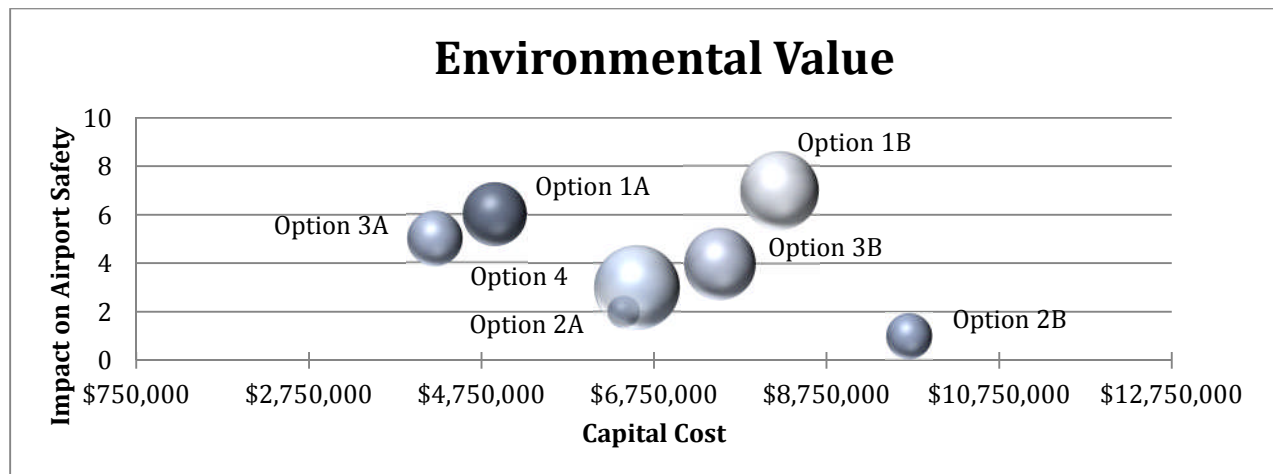 Environmental Value
Impact on Airport Safety
10
8
6
4
2
0
Option 1B
Option 1A
Option 3A
Option 3B
Option 4
Option 2A
Option 2B
$750,000 $2,750,000 $4,750,000 $6,750,000 $8,750,000 $10,750,000 $12,750,000
Capital Cost